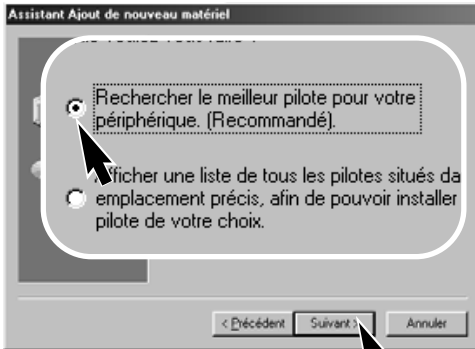 Assistant Ajout de nouveau matériel
Rechercher le meilleur pilote pour votre
périphérique. (Recommandé).
Afficher une liste de tous les pilotes situés da
emplacement précis, afin de pouvoir installer
pilote de votre choix.
< Précédent
Suivant >
Annuler